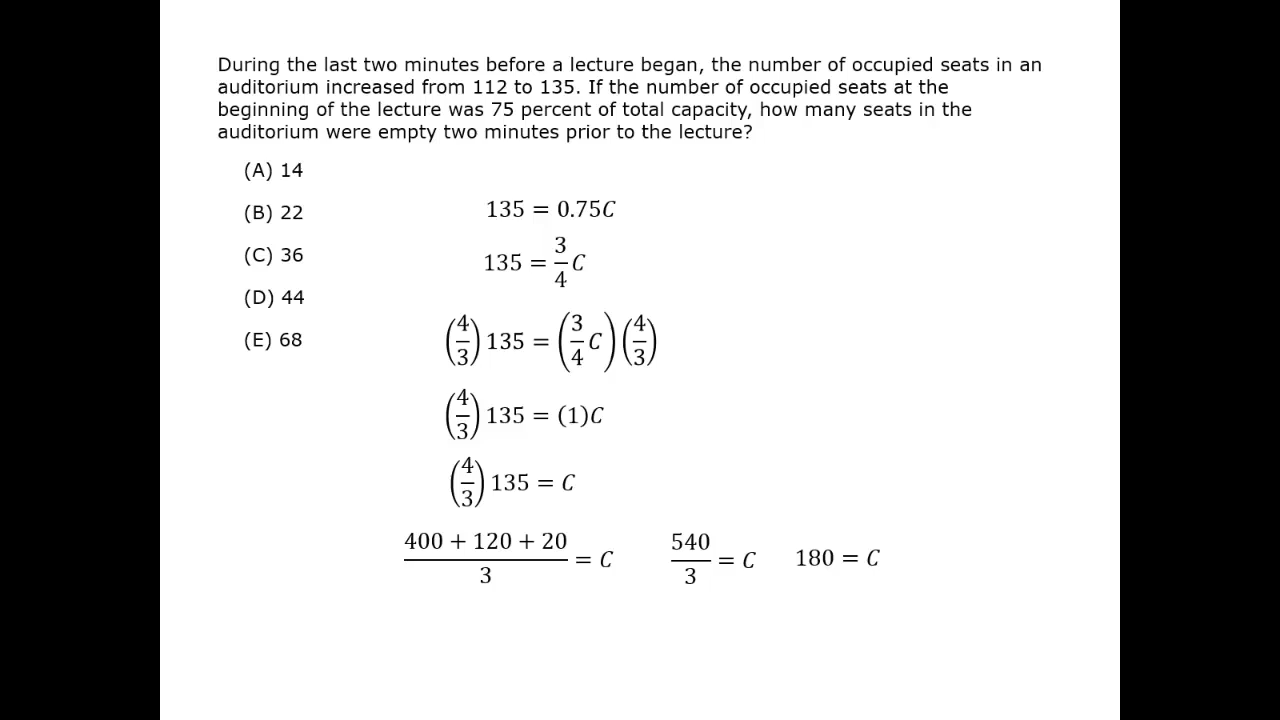 During the last two minutes before a lecture began, the number of occupied seats in an
auditorium increased from 112 to 135. If the number of occupied seats at the
beginning of the lecture was 75 percent of total capacity, how many seats in the
auditorium were empty two minutes prior to the lecture?
(A) 14
(B) 22
(C) 36
(D) 44
(E) 68
135 = 0.75C
135 = 3/4 C
(4/3) 135 = (3/4 C) (4/3)
(4/3) 135 = (1)C
(4/3) 135 = C
(400 + 120 + 20)/3 = C   540/3 = C   180 = C